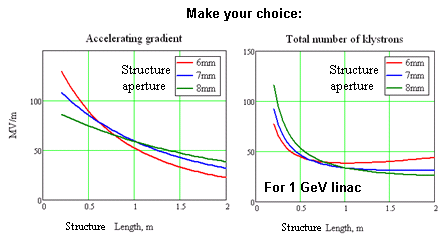 Make your choice:
Accelerating gradient
Total number of klystrons
MV/m
100
50
0
Structure
aperture
6mm
7mm
8mm
0
0.5
1
1.5
2
Structure Length, m
150
100
50
0
Structure
aperture
6mm
7mm
8mm
For 1 GeV linac
0
0.5
1
1.5
2
Structure Length, m